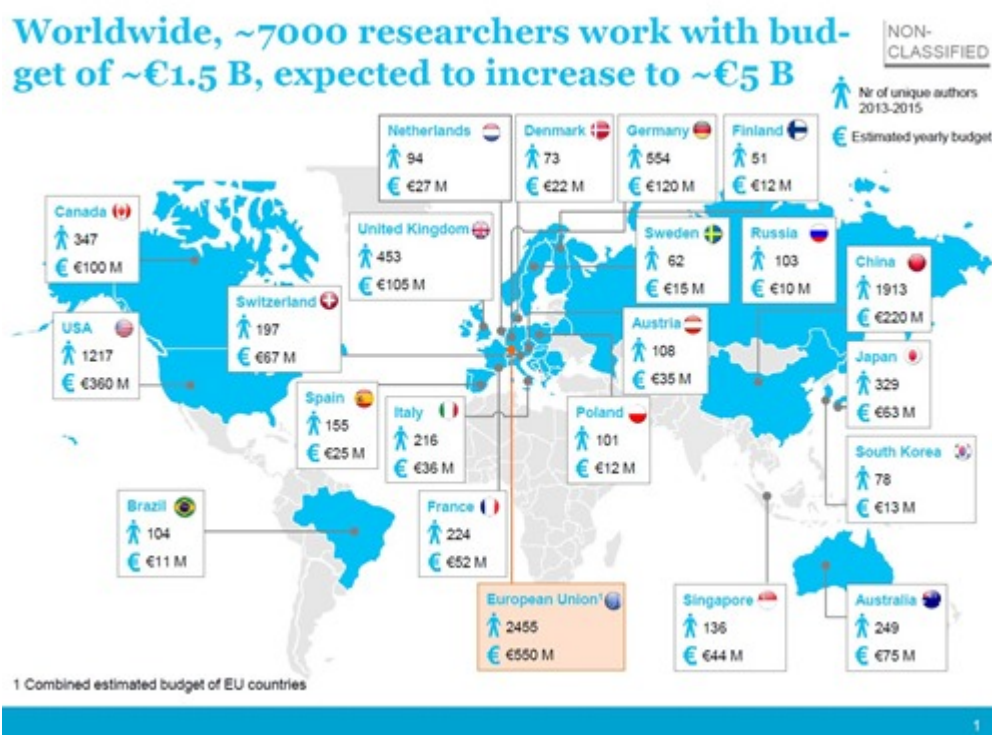 Worldwide, ~7000 researchers work with bud-
get of ~€1.5 B, expected to increase to ~€5 B
NON-
CLASSIFIED
Nr of unique authors
2013-2015
€ Estimated yearly budget
Netherlands
94
€ €27 M
Denmark
73
€ €22 M
Germany
554
€ €120 M
Finland
51
€ €12 M
Canada
347
€ €100 M
United Kingdom
453
€ €105 M
Sweden
62
€ €15 M
Russia
103
€ €10 M
China
1913
€ €220 M
Switzerland
197
€ €67 M
USA
1217
€ €360 M
Austria
108
€ €35 M
Japan
329
€ €63 M
Spain
155
€ €25 M
Italy
216
€ €36 M
Poland
101
€ €12 M
South Korea
78
€ €13 M
Brazil
104
€ €11 M
France
224
€ €52 M
European Union¹
2455
€ €550 M
Singapore
136
€ €44 M
Australia
249
€ €75 M
1 Combined estimated budget of EU countries
1